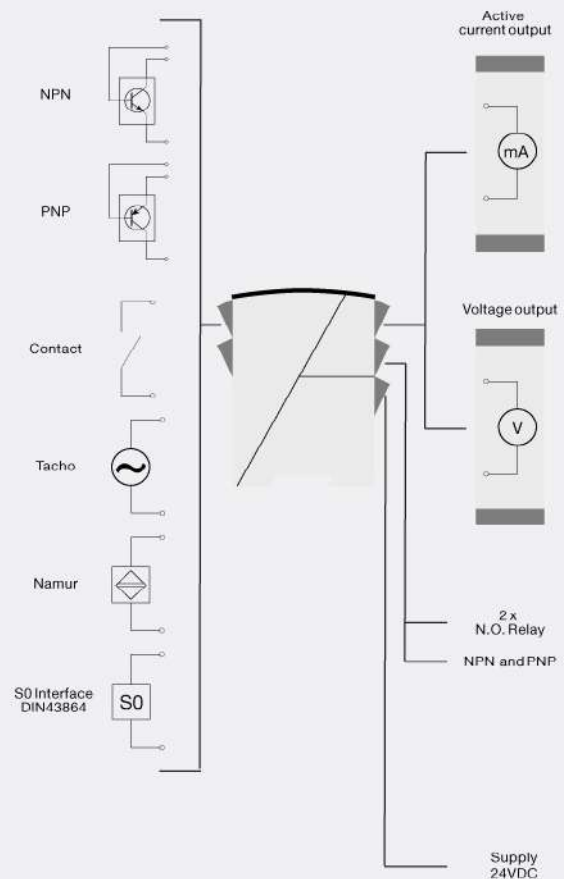 NPN
PNP
Contact
Tacho
Namur
S0 Interface
DIN43864
S0
Active
current output
mA
Voltage output
V
2 x
N.O. Relay
NPN and PNP
Supply
24VDC